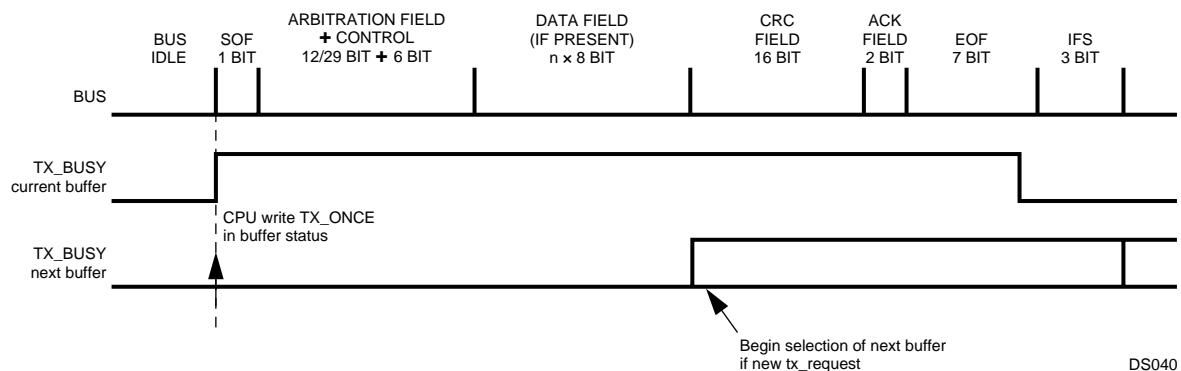 BUS
IDLE
SOF
1 BIT
ARBITRATION FIELD
+ CONTROL
12/29 BIT + 6 BIT
DATA FIELD
(IF PRESENT)
n × 8 BIT
CRC
FIELD
16 BIT
ACK
FIELD
2 BIT
EOF
7 BIT
IFS
3 BIT
BUS
TX_BUSY
current buffer
CPU write TX_ONCE
in buffer status
TX_BUSY
next buffer
Begin selection of next buffer
if new tx_request
DS040